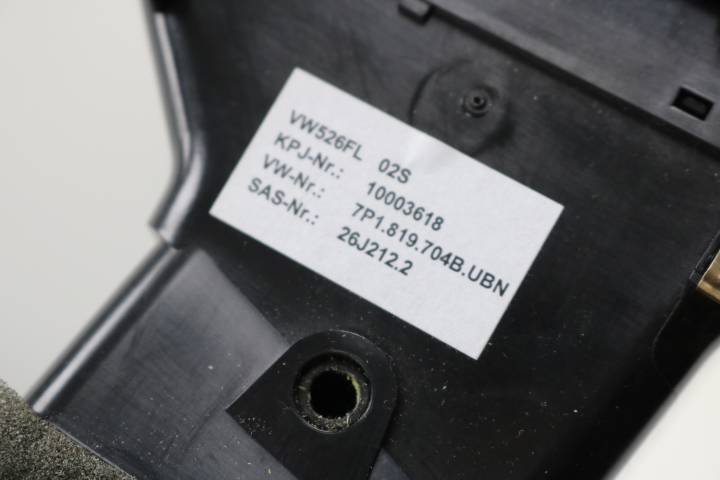 VW526FL 02S
KPJ-Nr.: 10003618
VW-Nr.: 7P1.819.704B.UBN
SAS-Nr.: 26J212.2